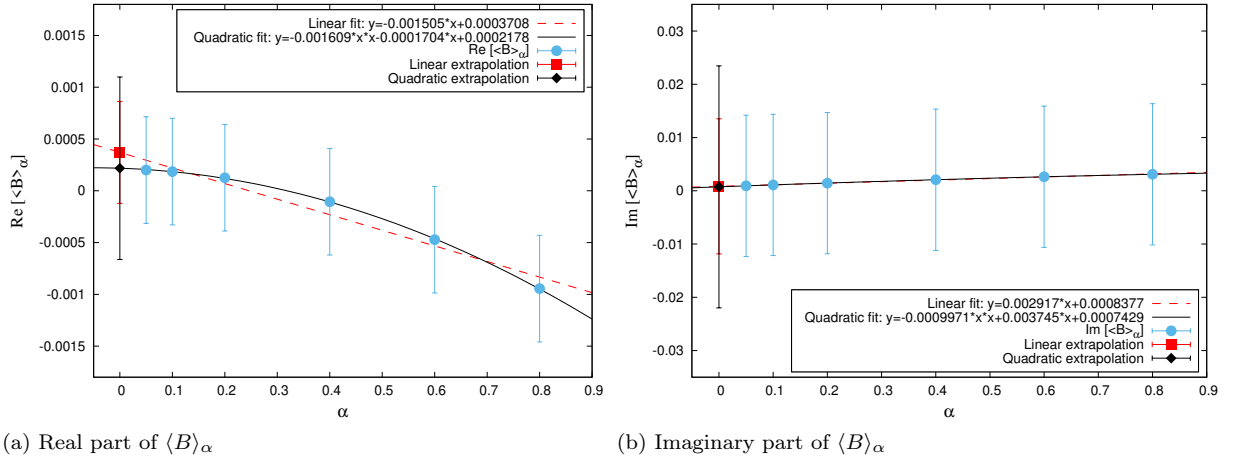 0.0015
0.001
0.0005
0
-0.0005
-0.001
-0.0015
Re [<B>α]
Linear fit: y=-0.001505*x+0.0003708
Quadratic fit: y=-0.001609*x*x-0.0001704*x+0.0002178
Re [<B>α]
Linear extrapolation
Quadratic extrapolation
0 0.1 0.2 0.3 0.4 0.5 0.6 0.7 0.8 0.9
α
(a) Real part of ⟨B⟩α
0.03
0.02
0.01
0
-0.01
-0.02
-0.03
Im [<B>α]
Linear fit: y=0.002917*x+0.0008377
Quadratic fit: y=-0.0009971*x*x+0.003745*x+0.0007429
Im [<B>α]
Linear extrapolation
Quadratic extrapolation
0 0.1 0.2 0.3 0.4 0.5 0.6 0.7 0.8 0.9
α
(b) Imaginary part of ⟨B⟩α